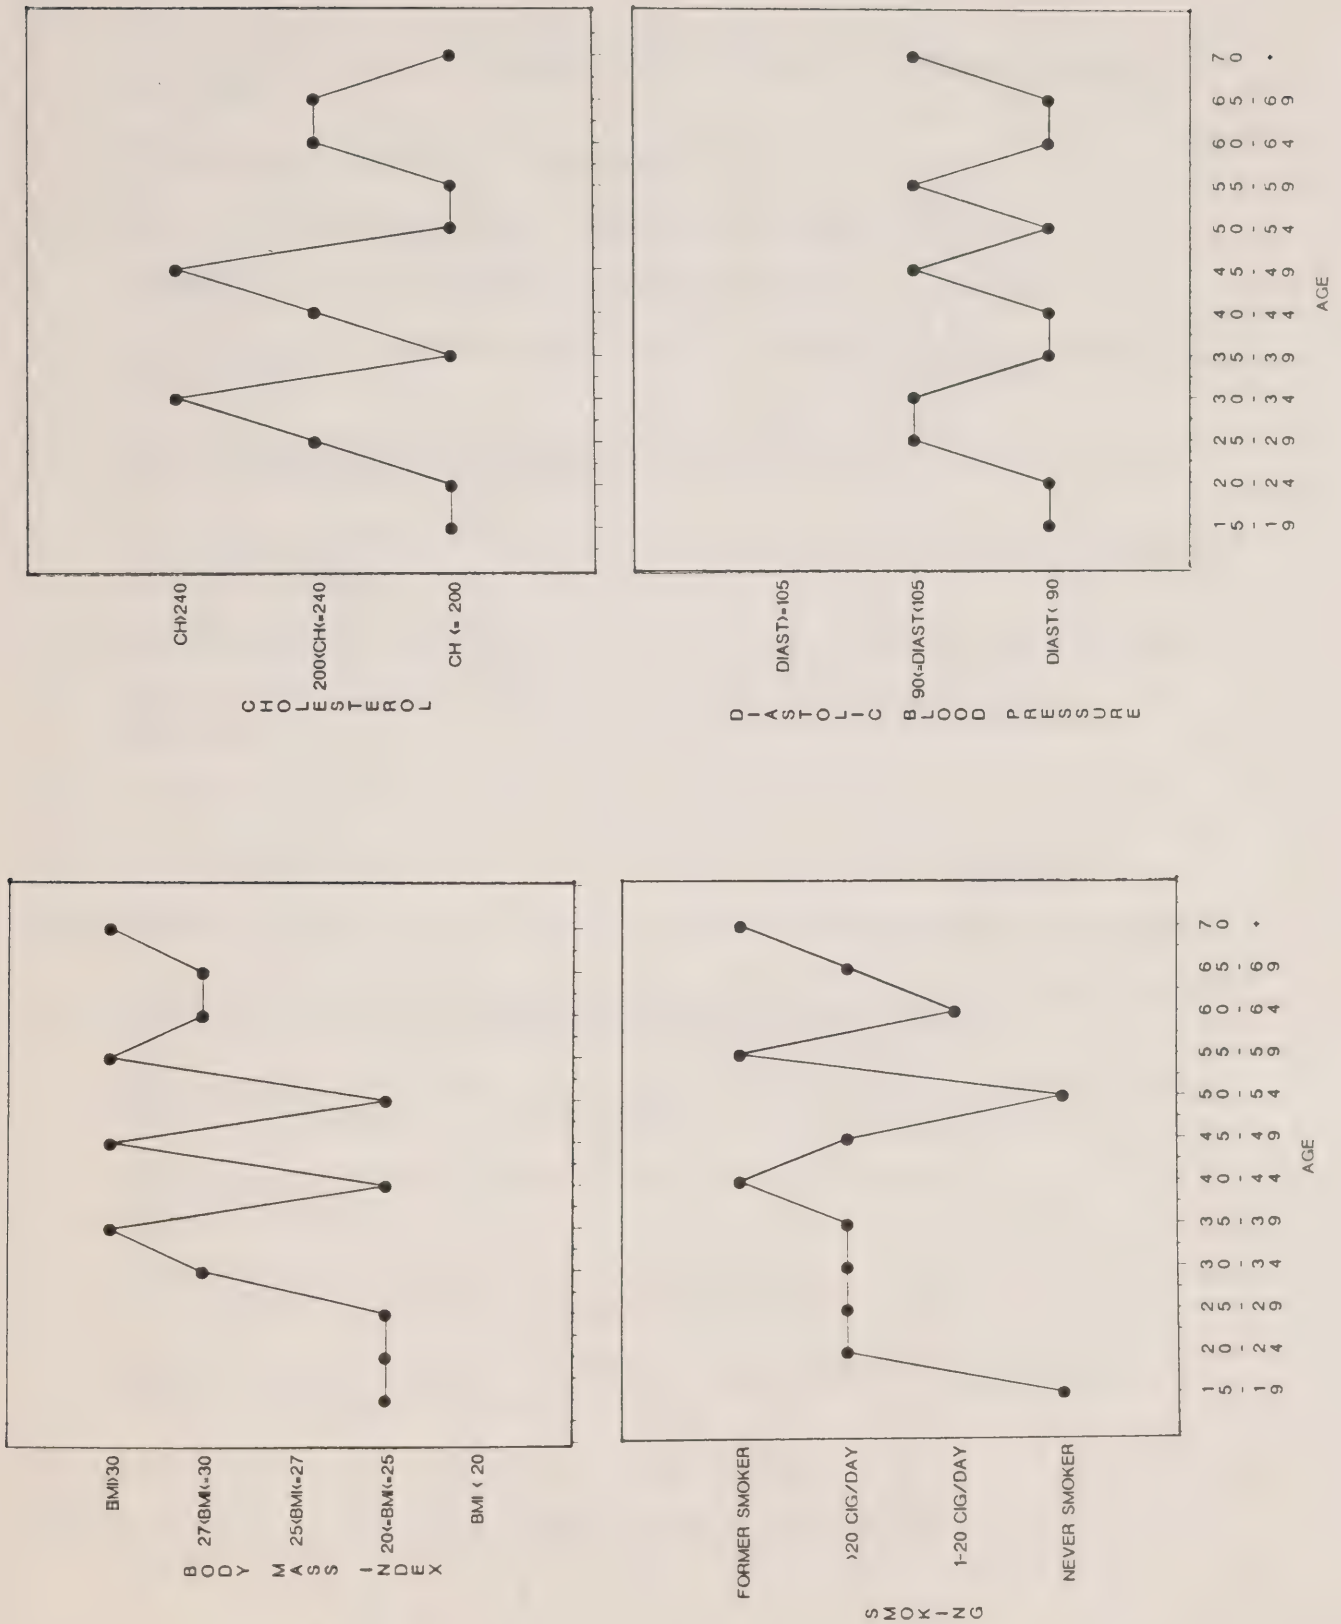 CHOLESTEROL
CH>240
200<CH<=240
CH <= 200
DIASTOLIC BLOOD PRESSURE
DIAST>=105
90<=DIAST<105
DIAST< 90
15-19
20-24
25-29
30-34
35-39
40-44
45-49
50-54
55-59
60-64
65-69
70 +
AGE
BODY MASS INDEX
BMI>30
27<BMI<=30
25<BMI<=27
20<=BMI<=25
BMI < 20
SMOKING
FORMER SMOKER
>20 CIG/DAY
1-20 CIG/DAY
NEVER SMOKER
15-19
20-24
25-29
30-34
35-39
40-44
45-49
50-54
55-59
60-64
65-69
70 +
AGE